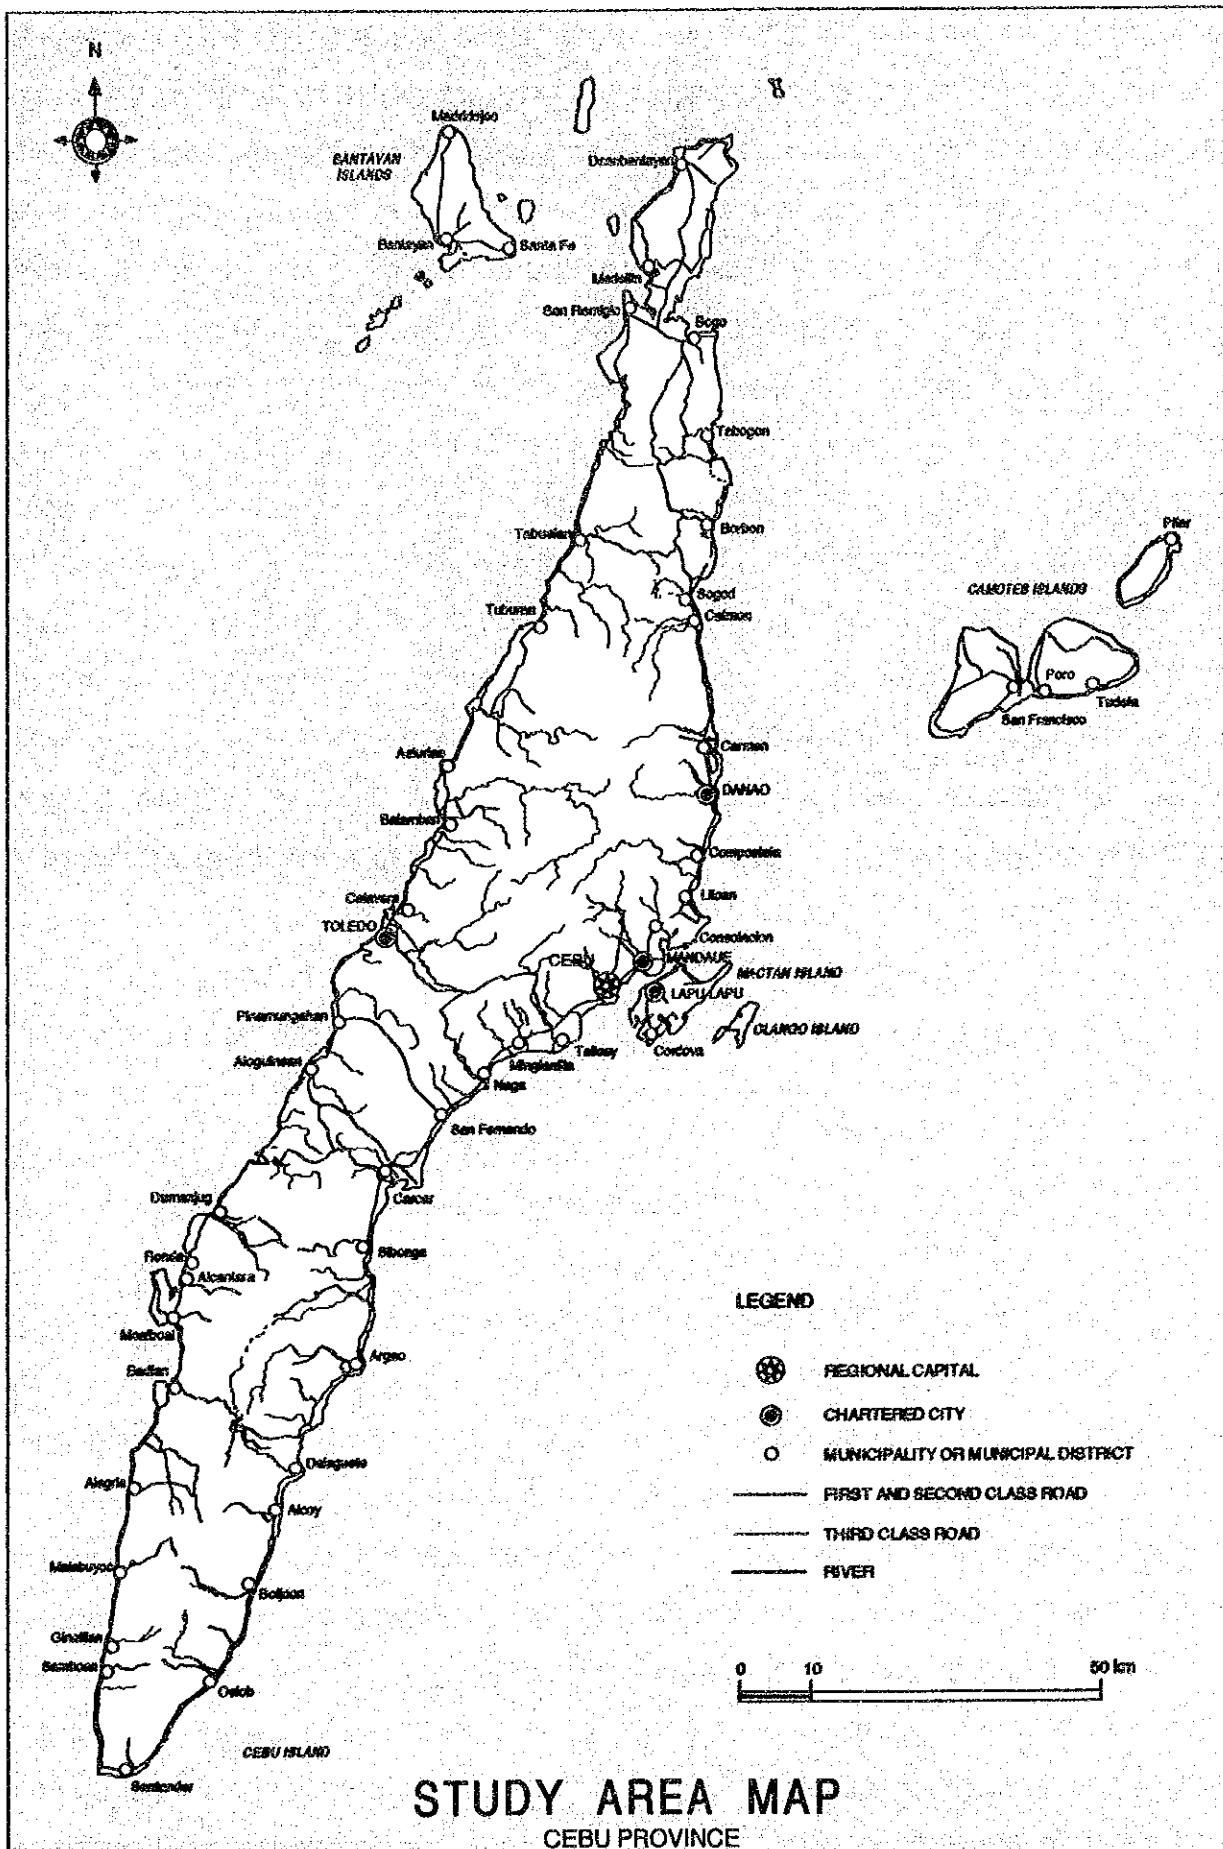 N
Madridejos
BANTAYAN
ISLANDS
Daanbantayan
Bantayan
Santa Fe
Medellin
San Remigio
Bogo
Tabogon
Borbon
Tabuelan
Pilar
CAMOTES ISLANDS
Sogod
Catmon
Tuburan
Poro
Tudela
San Francisco
Carmen
Asturias
DANAO
Balamban
Compostela
Liloan
Calavera
TOLEDO
Consolacion
CEBU
MANDAUE
MACTAN ISLAND
LAPU-LAPU
Pinamungahan
OLANGO ISLAND
Talisay
Cordova
Minglanilla
Aloguinsan
Naga
San Fernando
Carcar
Dumanjug
Sibonga
Ronda
Alcantara
LEGEND
Moalboal
Argao
Badian
REGIONAL CAPITAL
CHARTERED CITY
MUNICIPALITY OR MUNICIPAL DISTRICT
Dalaguete
Alegria
FIRST AND SECOND CLASS ROAD
Alcoy
THIRD CLASS ROAD
Malabuyoc
RIVER
Boljoon
Ginatilan
Samboan
0 10 50 km
Oslob
CEBU ISLAND
Santander
STUDY AREA MAP
CEBU PROVINCE